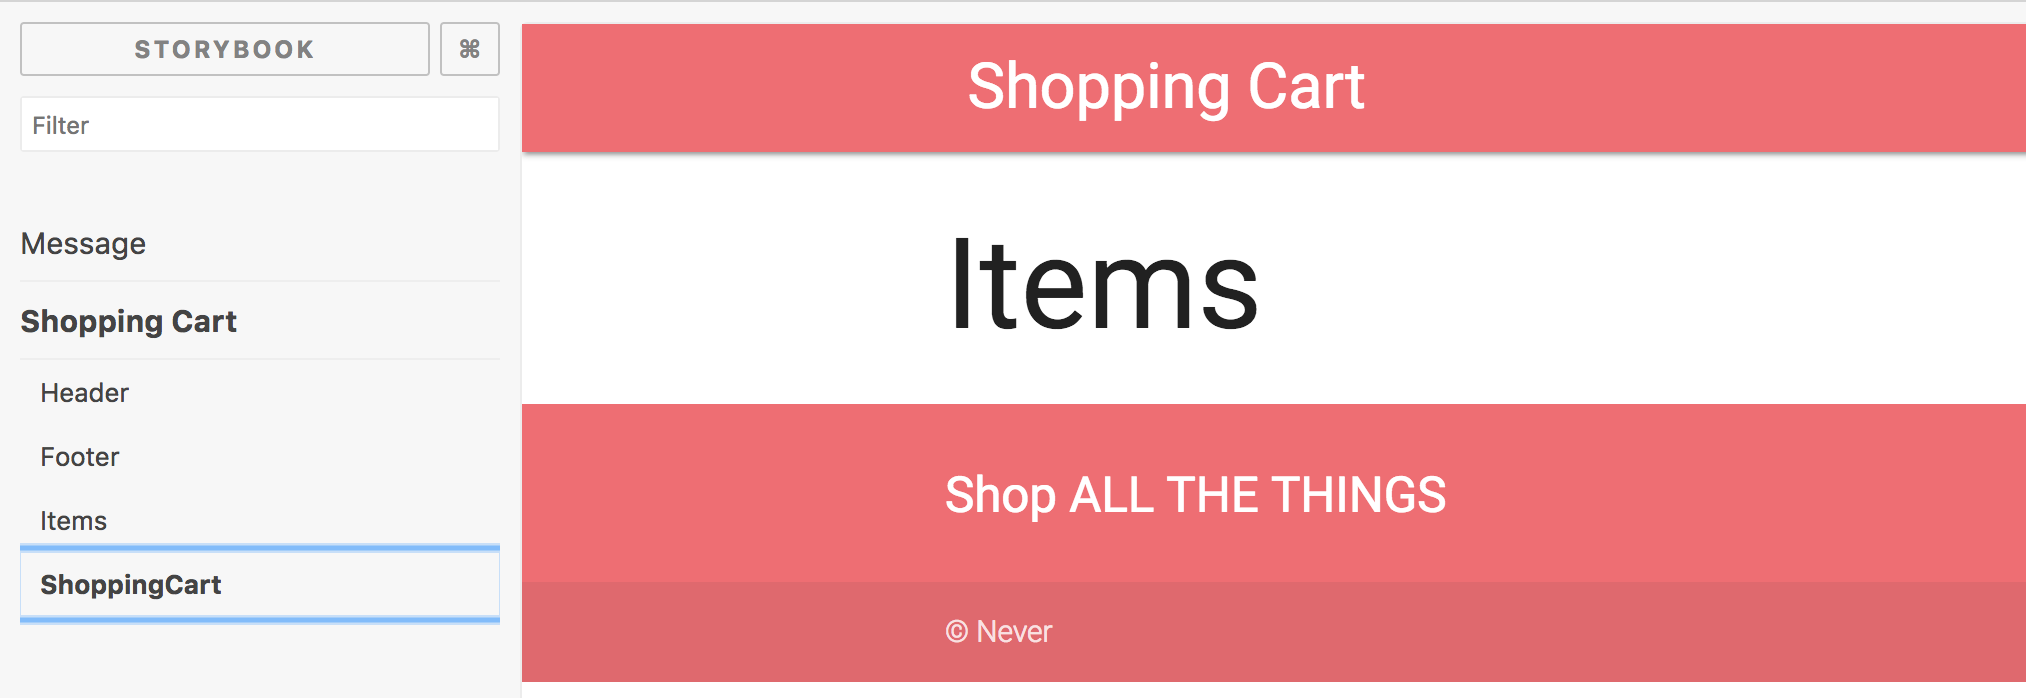 STORYBOOK ⌘
Filter
Message
Shopping Cart
Header
Footer
Items
ShoppingCart
Shopping Cart
Items
Shop ALL THE THINGS
© Never